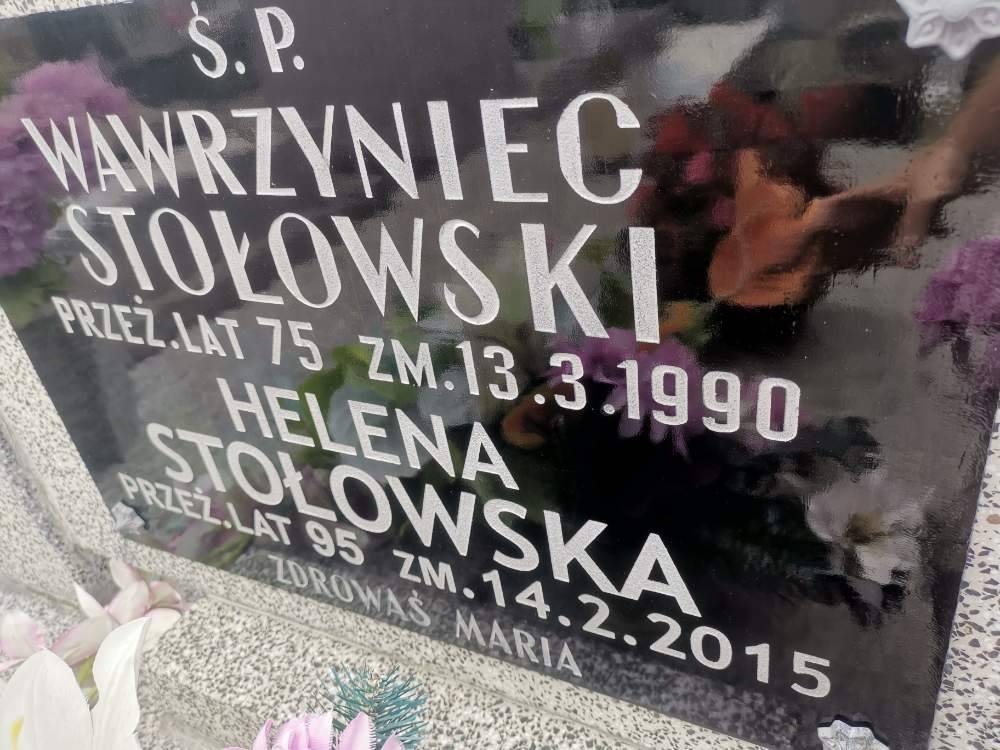 Ś. P.
WAWRZYNIEC
STOŁOWSKI
PRZEŻ.LAT 75 ZM.13.3.1990
HELENA
STOŁOWSKA
PRZEŻ.LAT 95 ZM.14.2.2015
ZDROWAŚ MARIA